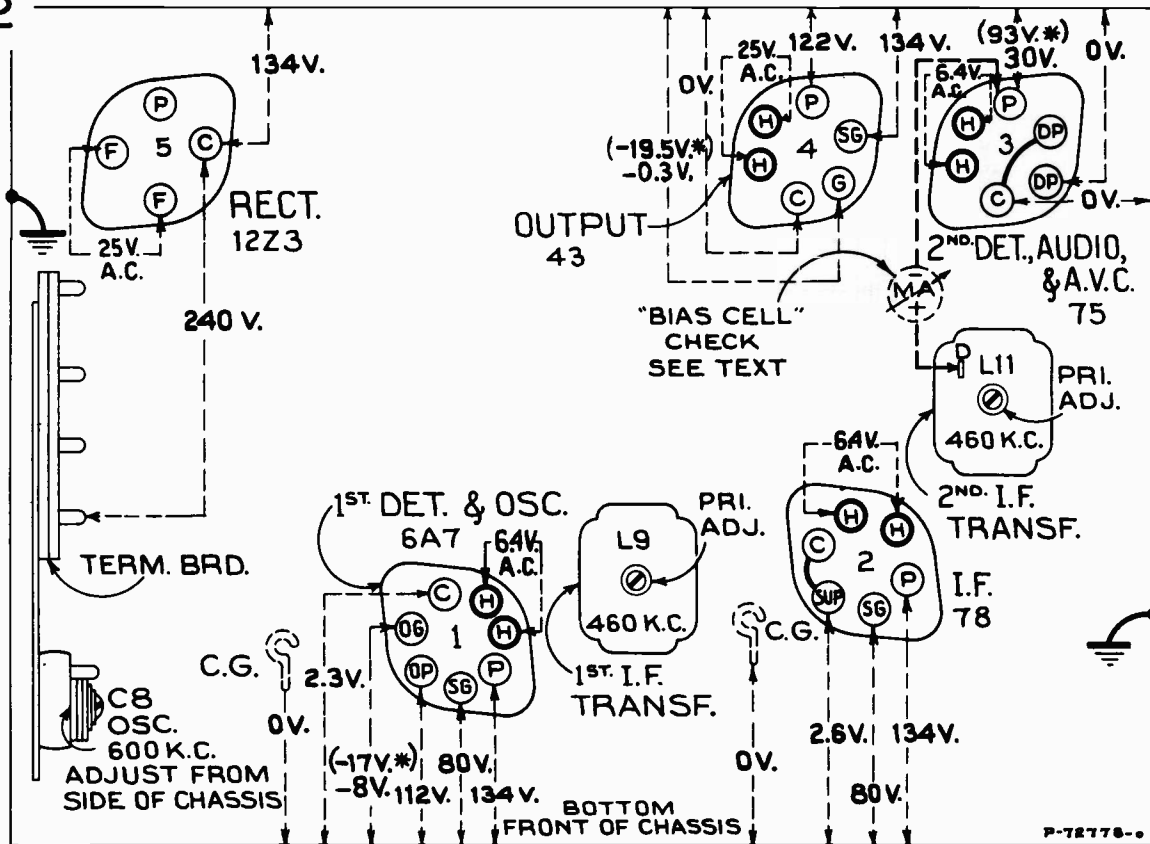 2
134V.
P
F
5
C
F
25V.
A.C.
RECT.
12Z3
240 V.
TERM. BRD.
C8
OSC.
600 K.C.
ADJUST FROM
SIDE OF CHASSIS
0V.
25V.
A.C.
122V.
134V.
H
P
H
4
SG
C
G
(-19.5V.*)
-0.3V.
OUTPUT
43
(93V.*)
30V.
0V.
6.4V.
A.C.
H
P
H
3
DP
DP
C
0V.
2ND. DET., AUDIO,
& A.V.C.
75
"BIAS CELL"
CHECK
SEE TEXT
-
MA
+
D
L11
460 K.C.
PRI.
ADJ.
2ND. I.F.
TRANSF.
1ST. DET. & OSC.
6A7
6.4V.
A.C.
C
H
OG
1
H
OP
SG
P
C.G.
0V.
2.3V.
(-17V.*)
-8V.
112V.
80V.
134V.
L9
460 K.C.
PRI.
ADJ.
1ST. I.F.
TRANSF.
6.4V.
A.C.
H
H
C
2
SUP
SG
P
I.F.
78
C.G.
0V.
2.6V.
80V.
134V.
BOTTOM
FRONT OF CHASSIS
P-72778-0